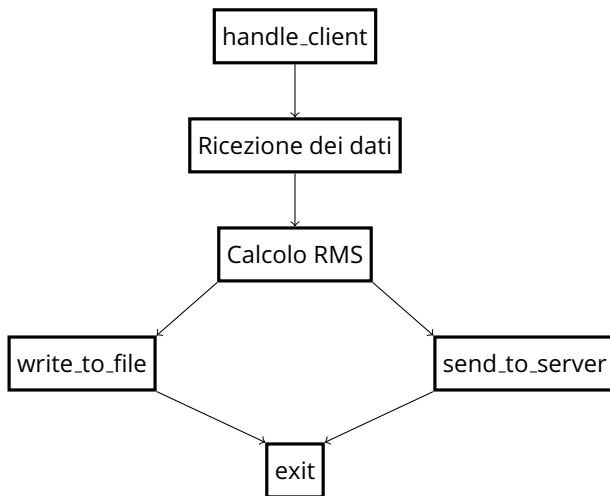 handle_client
Ricezione dei dati
Calcolo RMS
write_to_file
send_to_server
exit